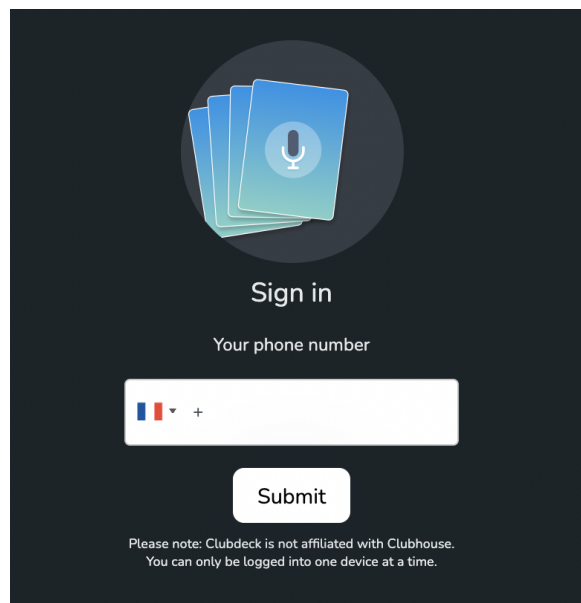 Sign in
Your phone number
+
Submit
Please note: Clubdeck is not affiliated with Clubhouse.
You can only be logged into one device at a time.